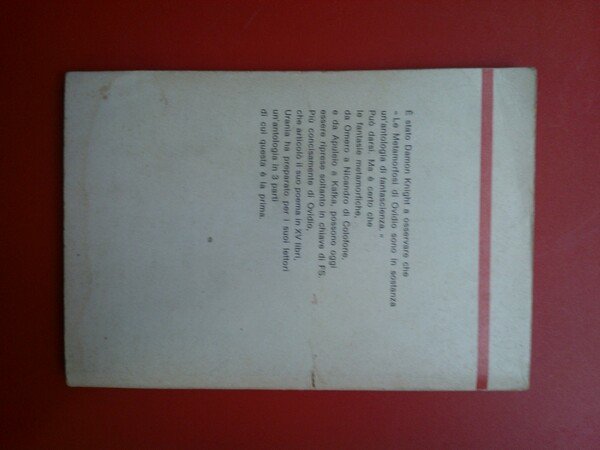 È stato Damon Knight a osservare che
« Le Metamorfosi di Ovidio sono in sostanza
un'antologia di fantascienza. »
Può darsi. Ma è certo che
le fantasie metamorfiche,
da Omero a Nicandro di Colofone,
e da Apuleio a Kafka, possono oggi
essere riprese soltanto in chiave di FS.
Più concisamente di Ovidio,
che articolò il suo poema in XV libri,
Urania ha preparato per i suoi lettori
un'antologia in 3 parti
di cui questa è la prima.